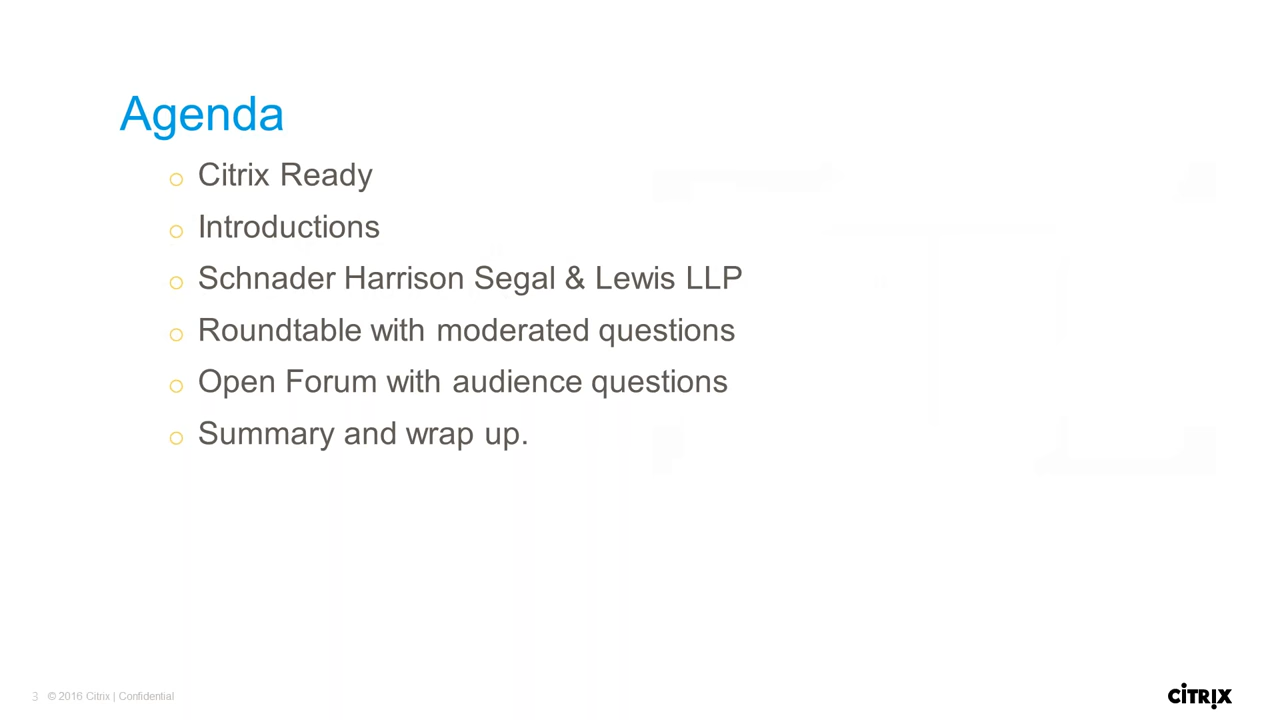 Agenda
o Citrix Ready
o Introductions
o Schnader Harrison Segal & Lewis LLP
o Roundtable with moderated questions
o Open Forum with audience questions
o Summary and wrap up.
3 © 2016 Citrix | Confidential
CITRIX